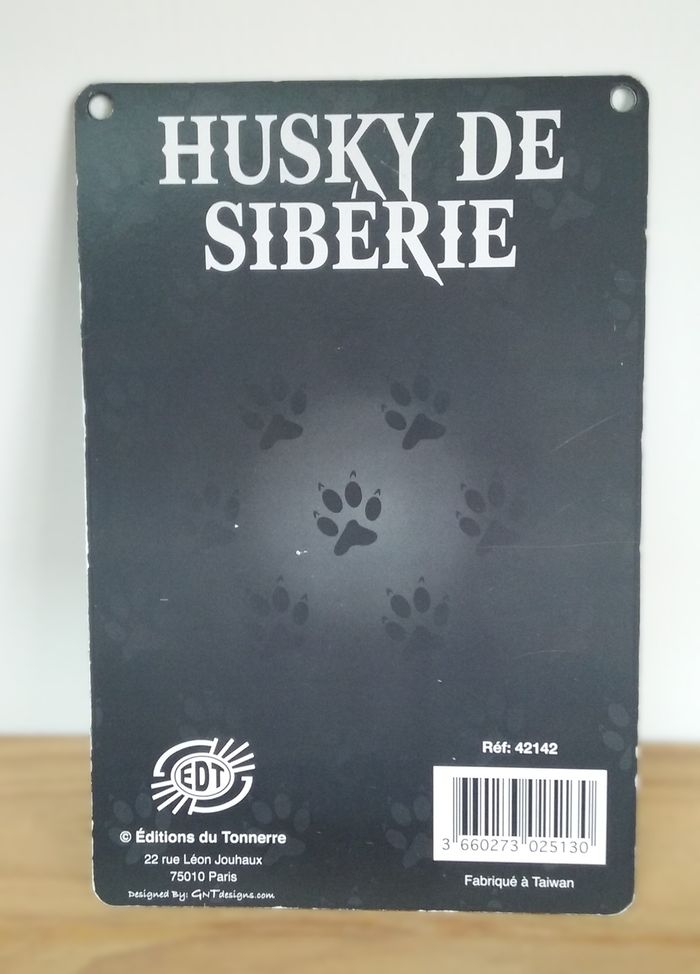 HUSKY DE
SIBÉRIE
EDT
© Éditions du Tonnerre
22 rue Léon Jouhaux
75010 Paris
Designed By: GNTdesigns.com
Réf: 42142
3 660273 025130
Fabriqué à Taiwan